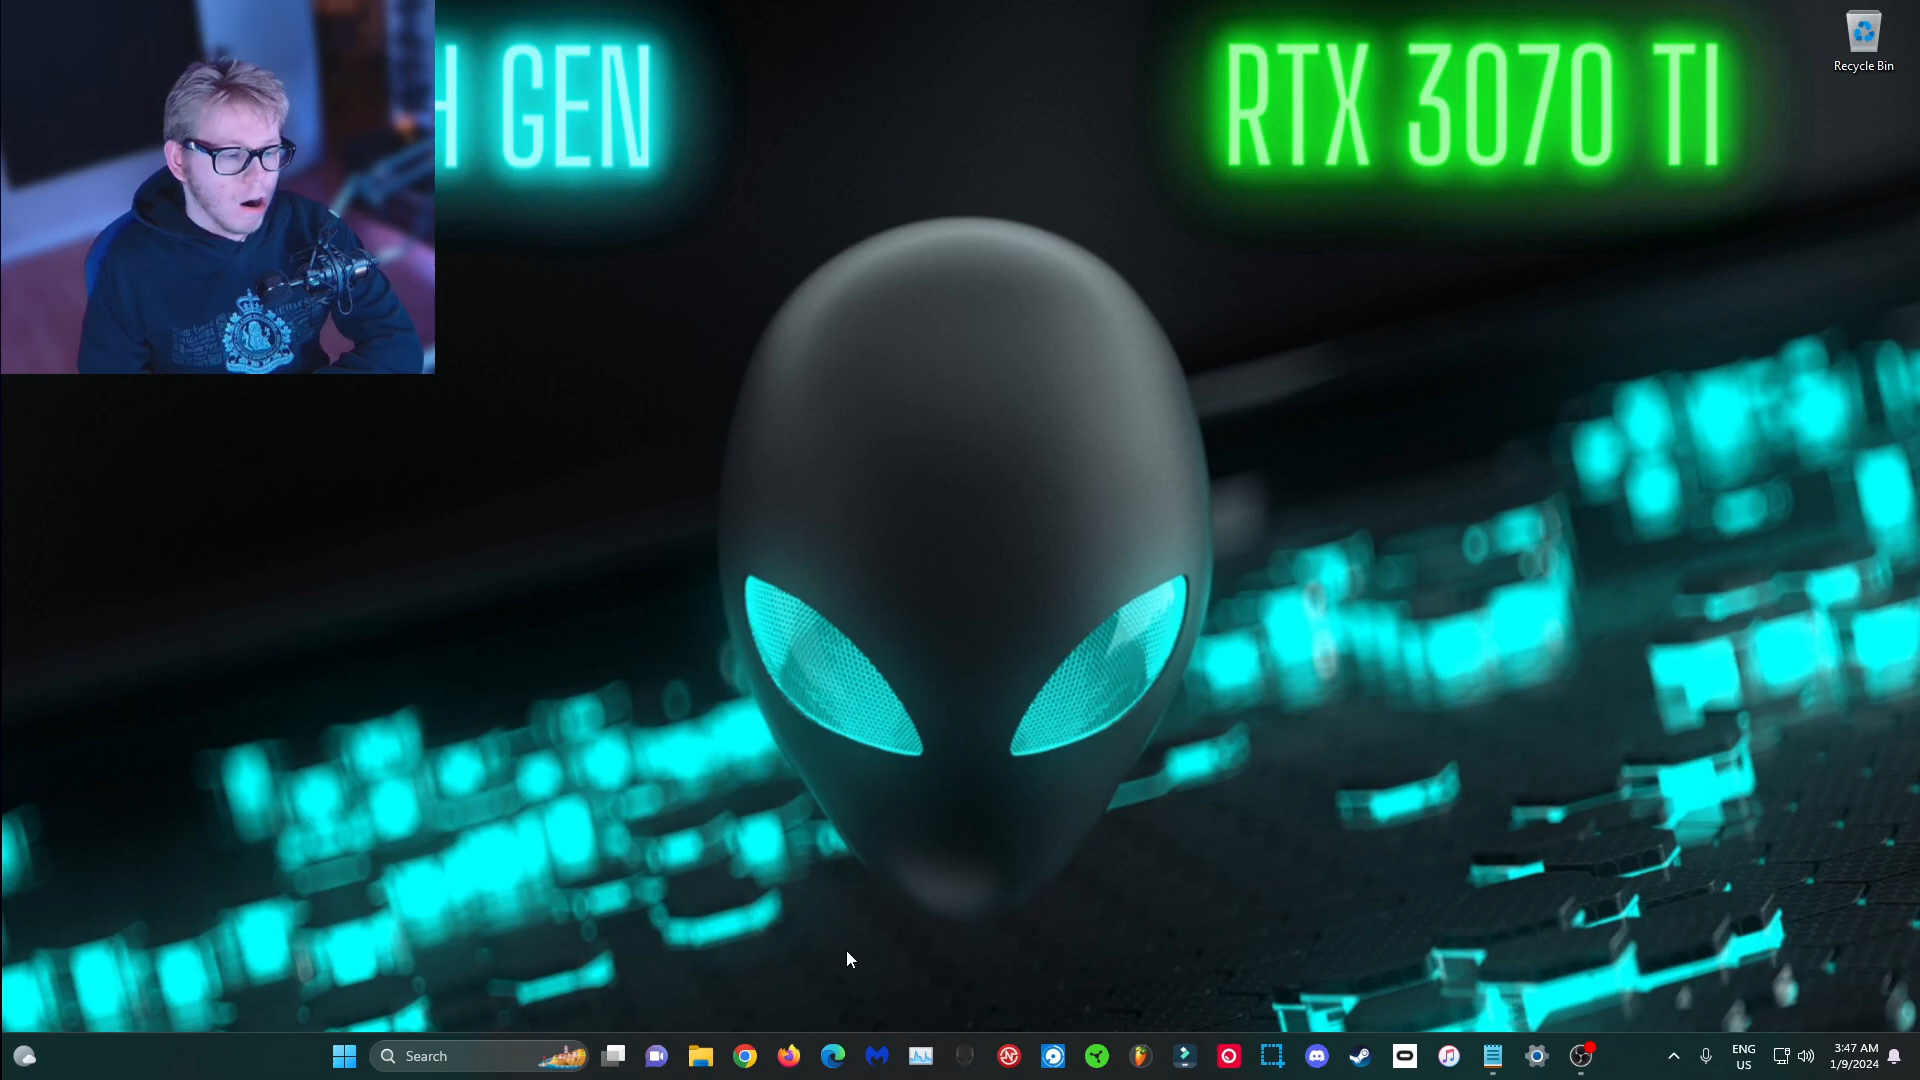 H GEN
RTX 3070 TI
Recycle Bin
Search
ENG
US
3:47 AM
1/9/2024